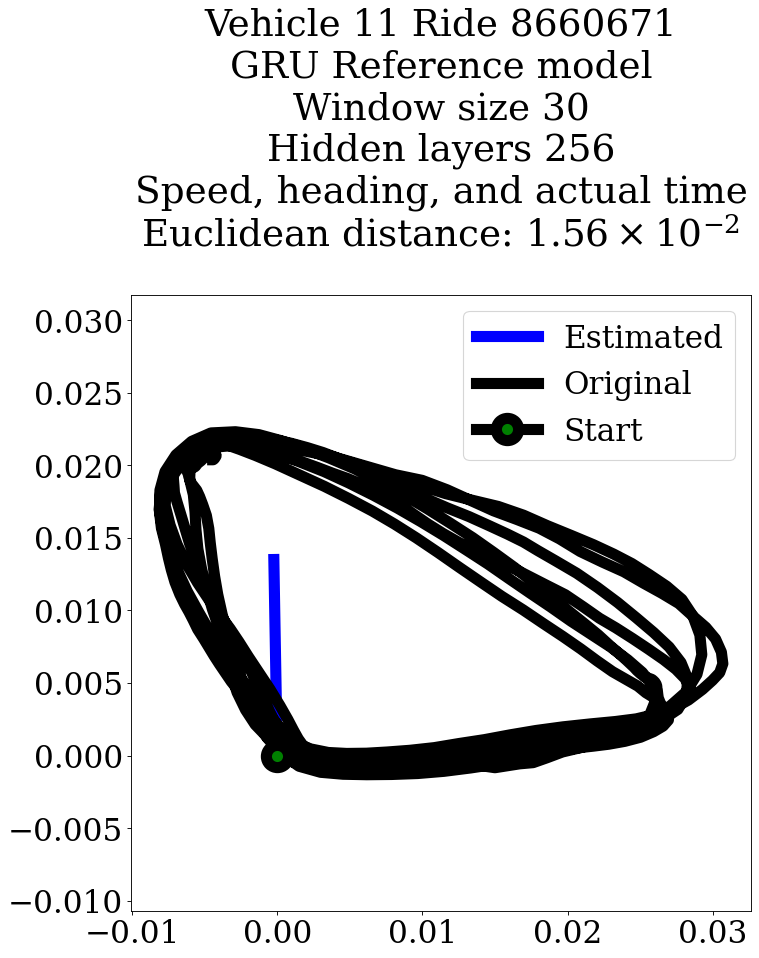 Vehicle 11 Ride 8660671
GRU Reference model
Window size 30
Hidden layers 256
Speed, heading, and actual time
Euclidean distance: 1.56 × 10⁻²
Estimated
Original
Start
0.030
0.025
0.020
0.015
0.010
0.005
0.000
−0.005
−0.010
−0.01 0.00 0.01 0.02 0.03